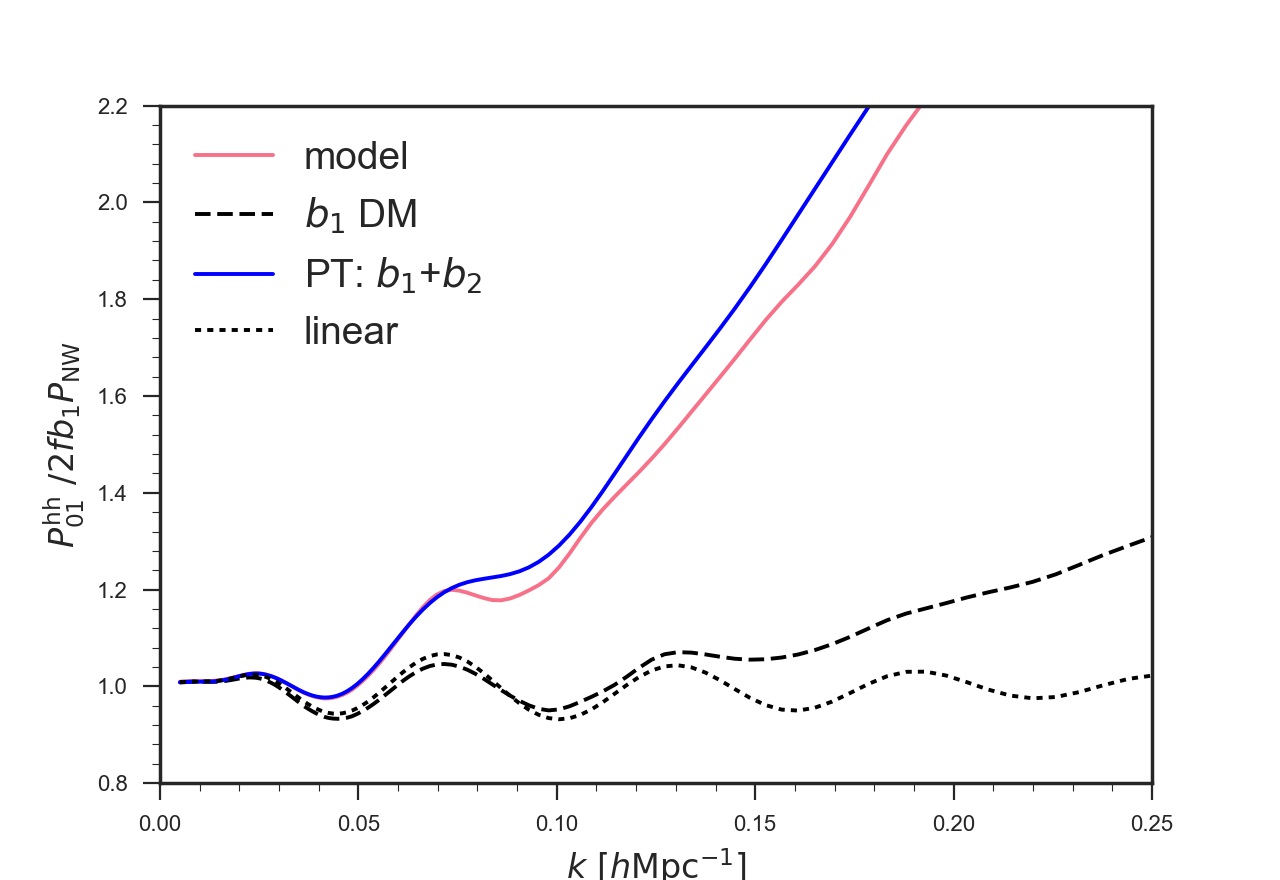 2.2
2.0
1.8
1.6
1.4
1.2
1.0
0.8
model
b₁ DM
PT: b₁+b₂
linear
P₀₁ʰʰ /2fb₁P_NW
0.00 0.05 0.10 0.15 0.20 0.25
k [hMpc⁻¹]